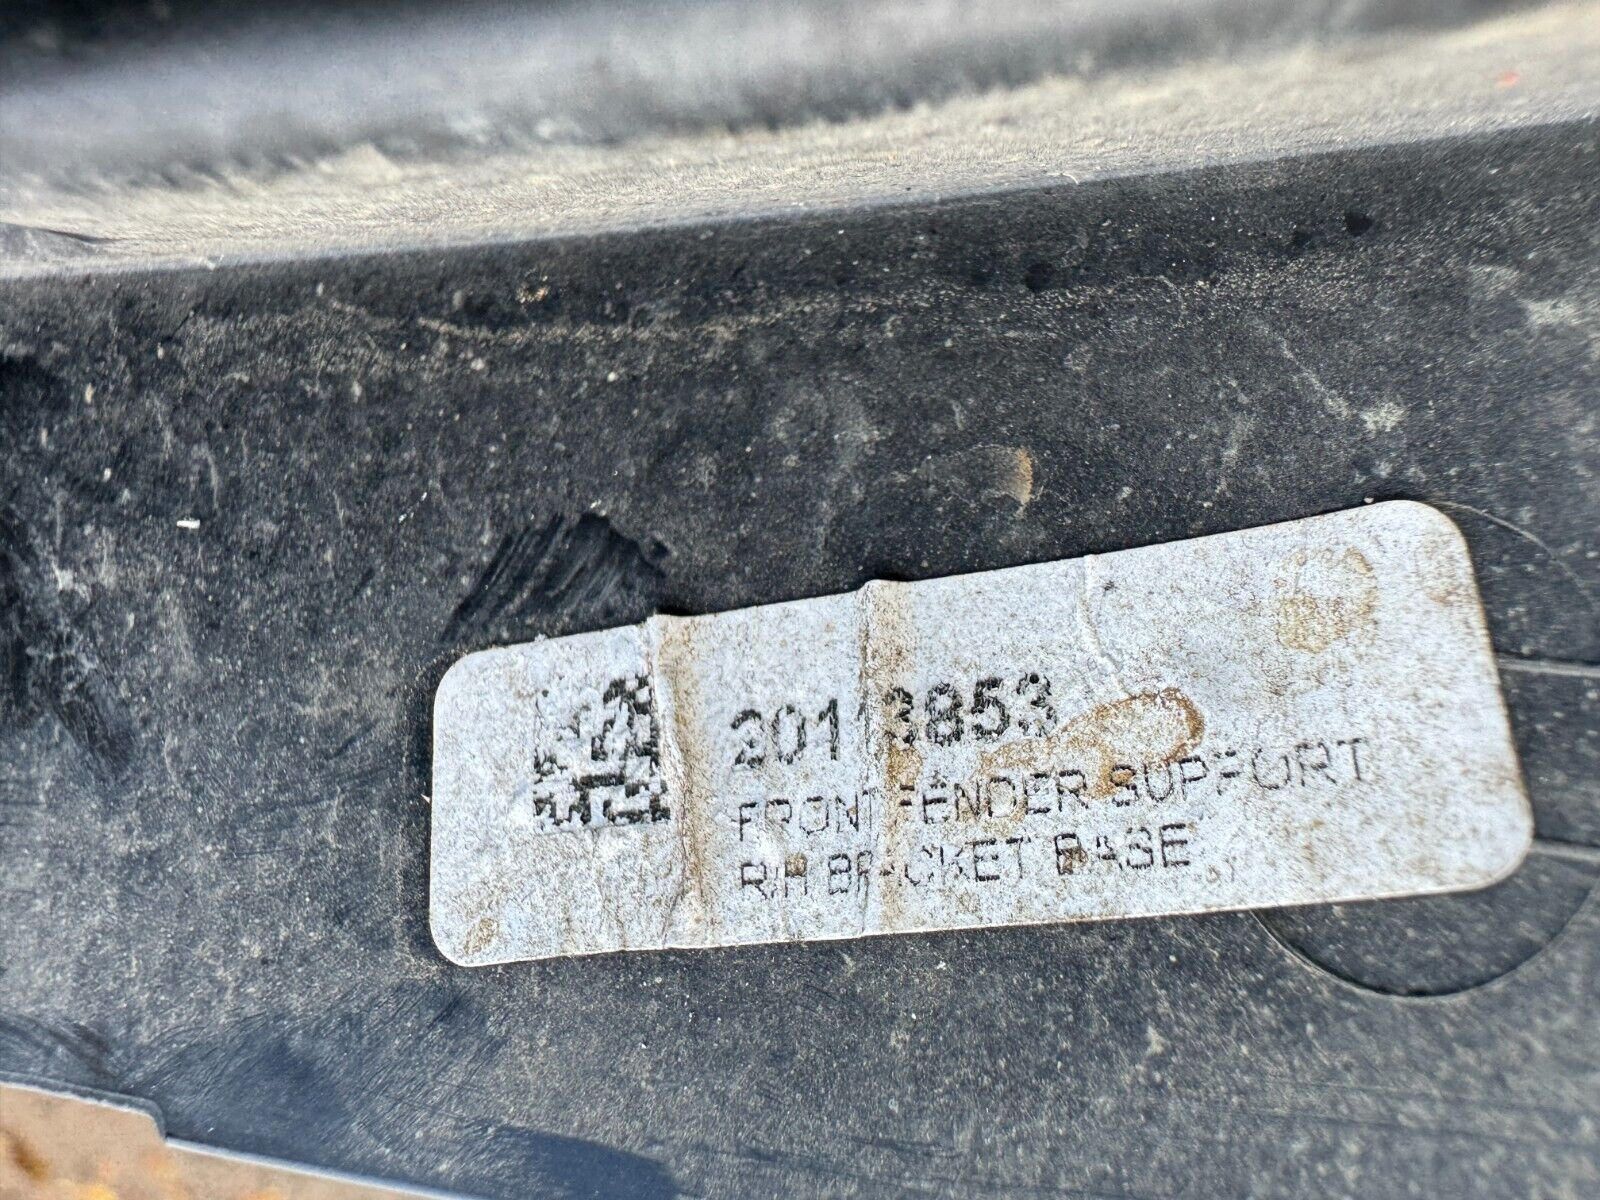 20113853
FRONT FENDER SUPPORT
R/H BRACKET BASE